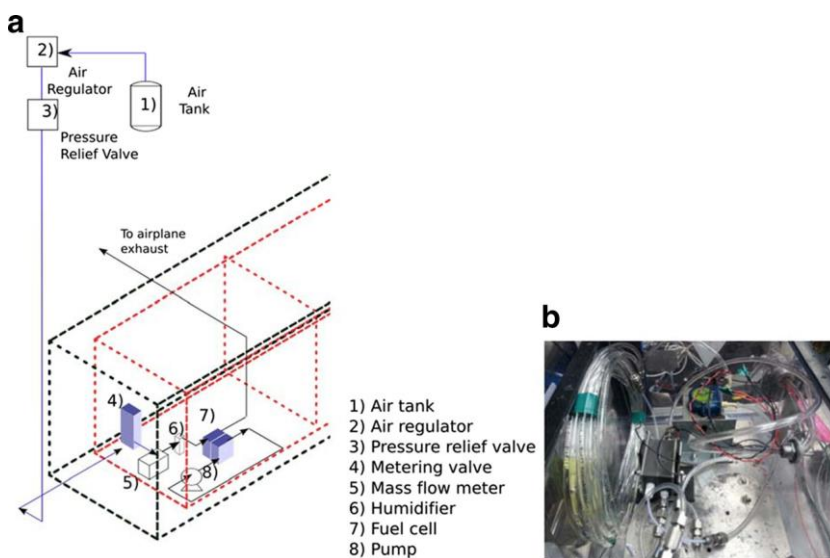 a
2)
Air
Regulator
1)
Air
Tank
3)
Pressure
Relief Valve
To airplane
exhaust
4)
7)
6)
5)
8)
1) Air tank
2) Air regulator
3) Pressure relief valve
4) Metering valve
5) Mass flow meter
6) Humidifier
7) Fuel cell
8) Pump
b